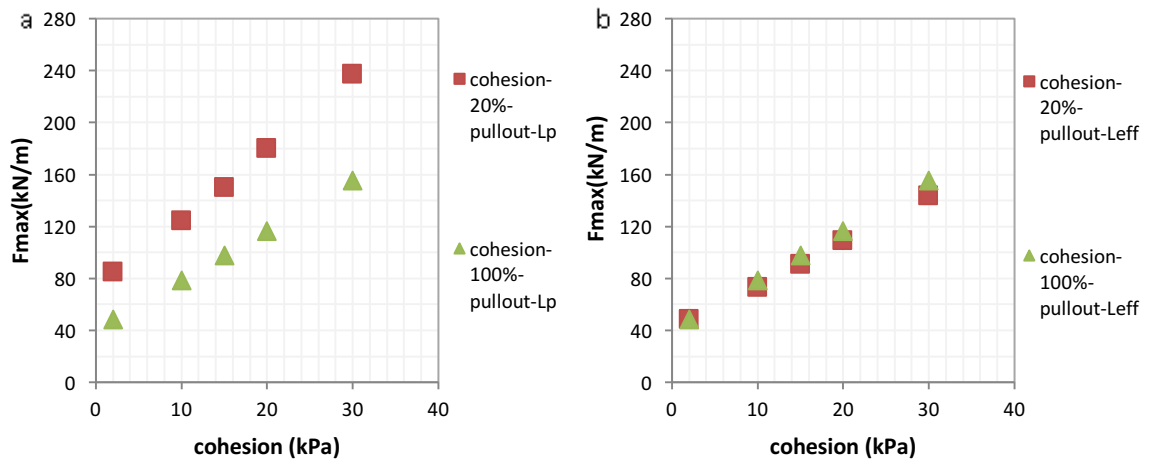 a
280
240
200
160
120
80
40
0
Fmax(kN/m)
0 10 20 30 40
cohesion (kPa)
cohesion-
20%-
pullout-Lp
cohesion-
100%-
pullout-Lp
b
280
240
200
160
120
80
40
0
Fmax(kN/m)
0 10 20 30 40
cohesion (kPa)
cohesion-
20%-
pullout-Leff
cohesion-
100%-
pullout-Leff